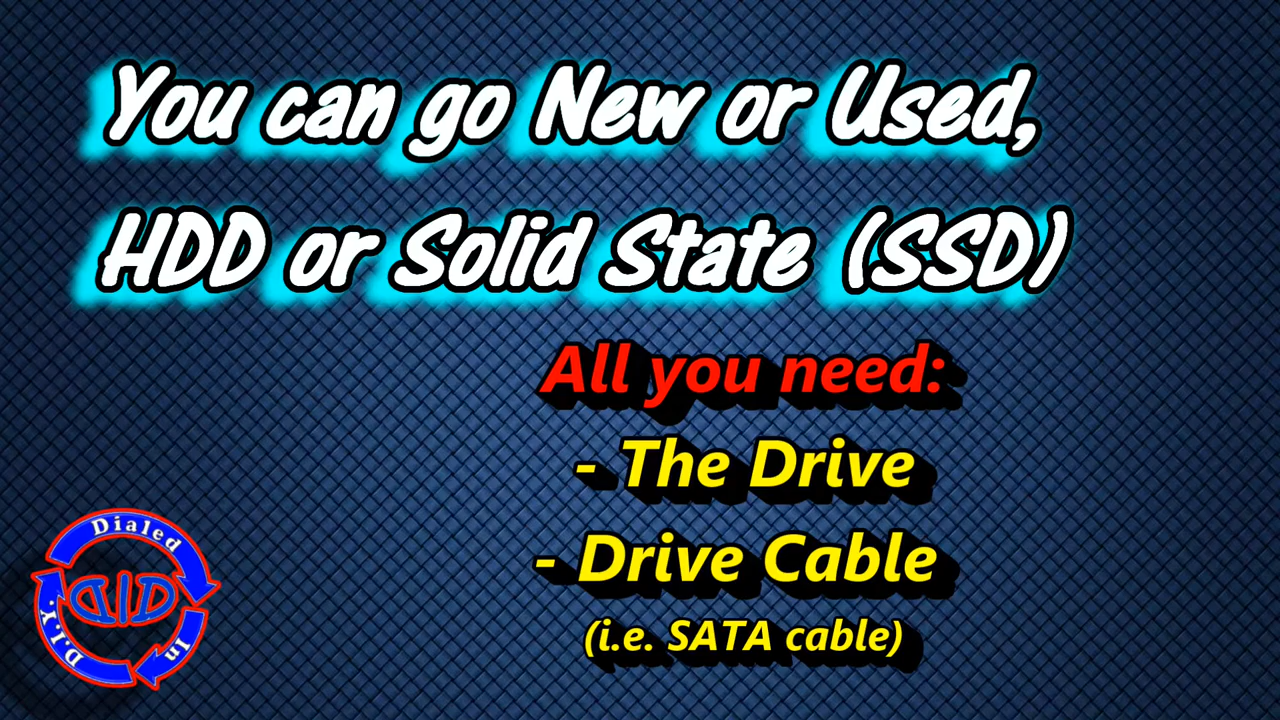 You can go New or Used,
HDD or Solid State (SSD)
All you need:
- The Drive
- Drive Cable
(i.e. SATA cable)
Dialed
In
D.I.Y.
DID